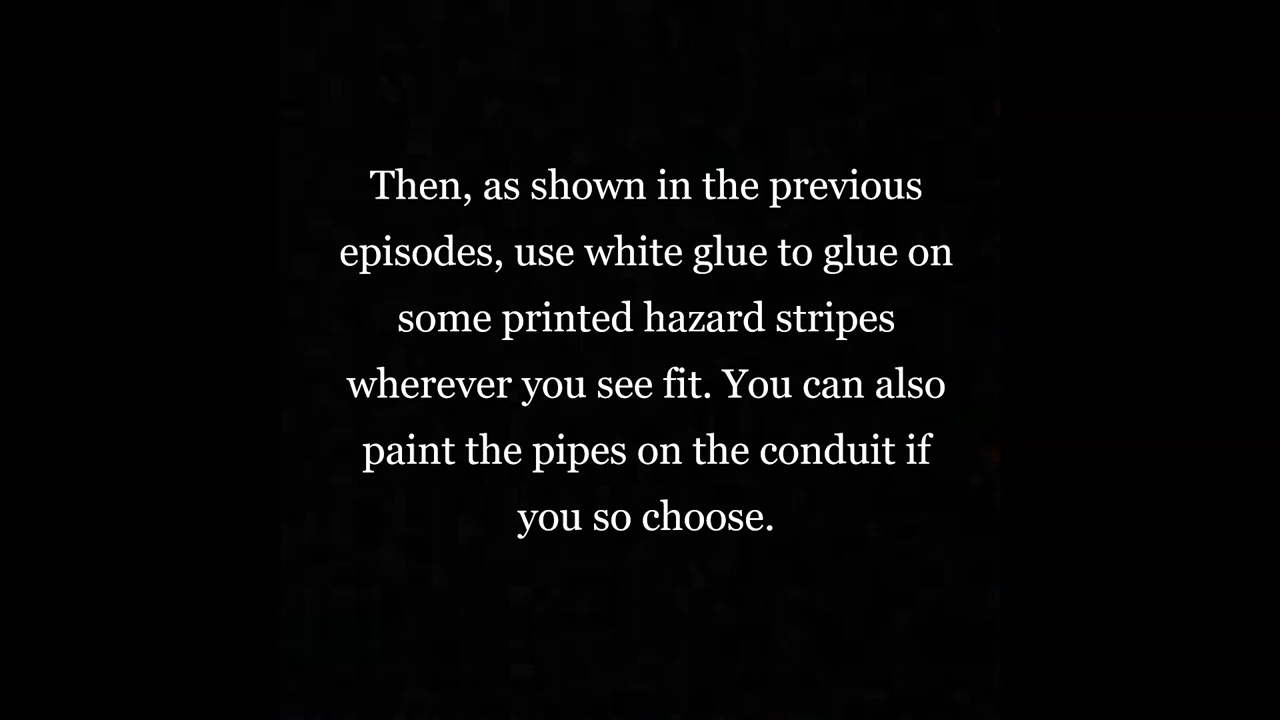 Then, as shown in the previous
episodes, use white glue to glue on
some printed hazard stripes
wherever you see fit. You can also
paint the pipes on the conduit if
you so choose.